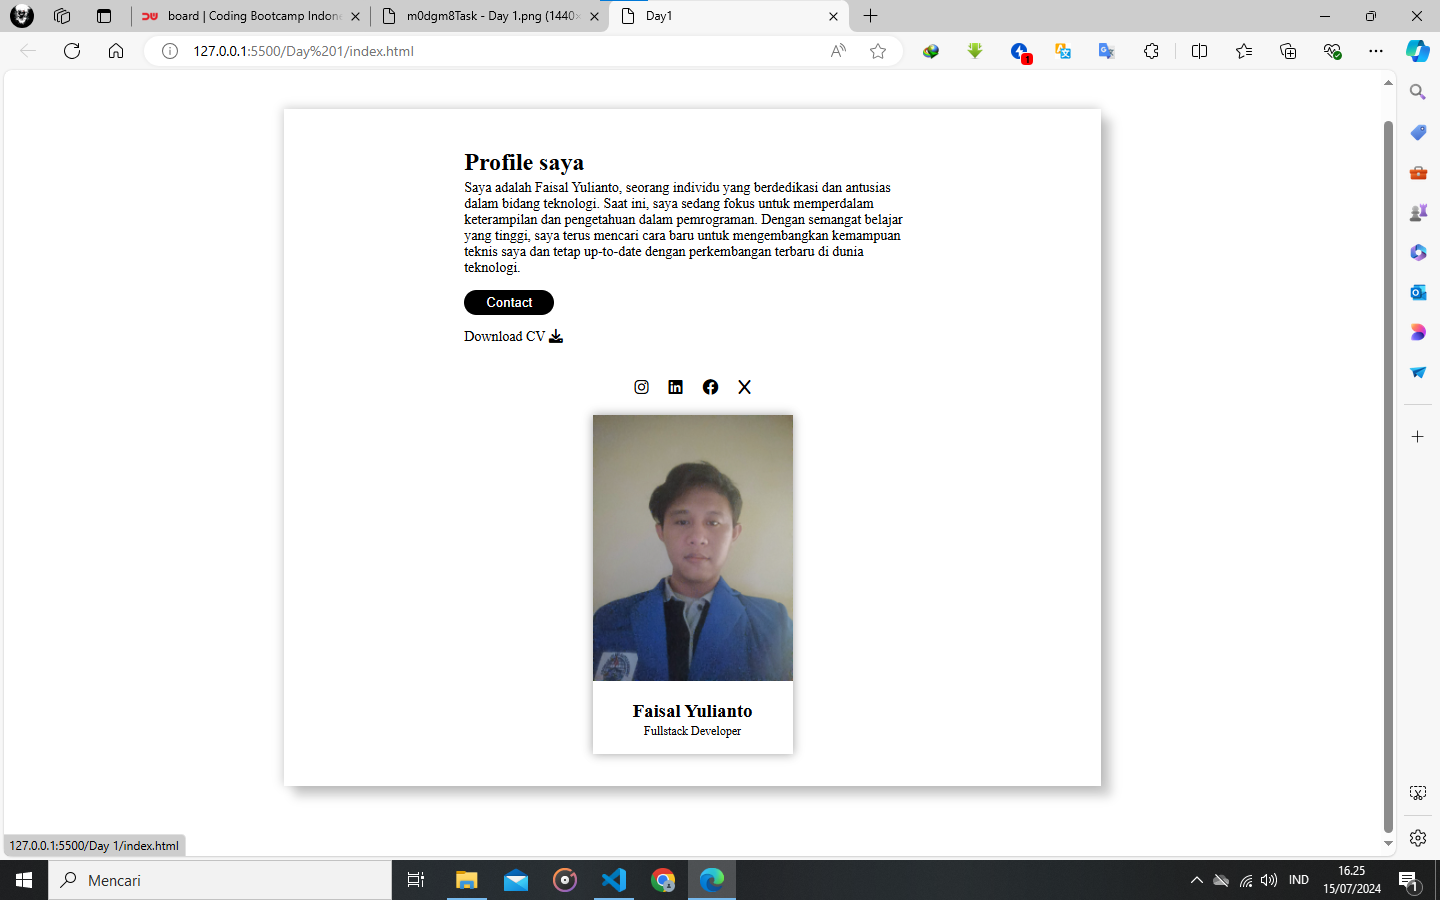 board | Coding Bootcamp Indone
m0dgm8Task - Day 1.png (1440×
Day1
127.0.0.1:5500/Day%201/index.html
1
Profile saya
Saya adalah Faisal Yulianto, seorang individu yang berdedikasi dan antusias
dalam bidang teknologi. Saat ini, saya sedang fokus untuk memperdalam
keterampilan dan pengetahuan dalam pemrograman. Dengan semangat belajar
yang tinggi, saya terus mencari cara baru untuk mengembangkan kemampuan
teknis saya dan tetap up-to-date dengan perkembangan terbaru di dunia
teknologi.
Contact
Download CV
Faisal Yulianto
Fullstack Developer
127.0.0.1:5500/Day 1/index.html
Mencari
IND
16.25
15/07/2024
1